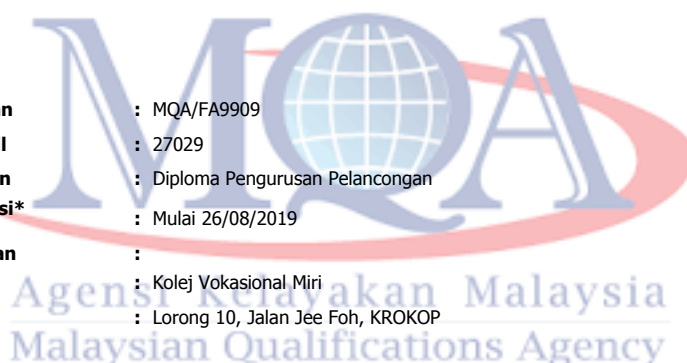 MQA
an : MQA/FA9909
l : 27029
n : Diploma Pengurusan Pelancongan
si* : Mulai 26/08/2019
an :
: Kolej Vokasional Miri
: Lorong 10, Jalan Jee Foh, KROKOP
Agensi Kelayakan Malaysia
Malaysian Qualifications Agency